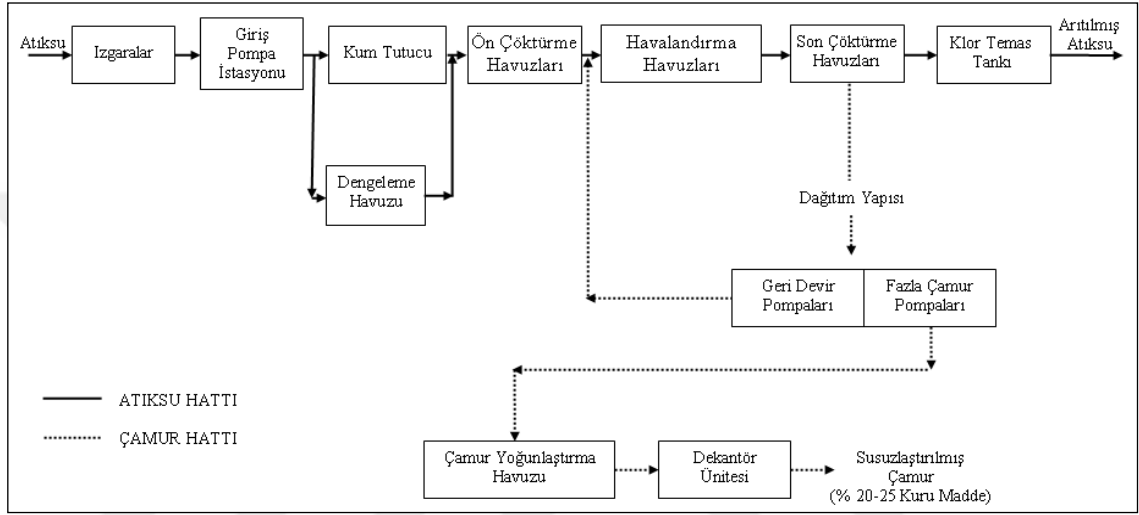 Atıksu
Izgaralar
Giriş
Pompa
İstasyonu
Kum Tutucu
Ön Çöktürme
Havuzları
Havalandırma
Havuzları
Son Çöktürme
Havuzları
Klor Temas
Tankı
Arıtılmış
Atıksu
Dengeleme
Havuzu
Dağıtım Yapısı
Geri Devir
Pompaları
Fazla Çamur
Pompaları
ATIKSU HATTI
ÇAMUR HATTI
Çamur Yoğunlaştırma
Havuzu
Dekantör
Ünitesi
Susuzlaştırılmış
Çamur
(% 20-25 Kuru Madde)